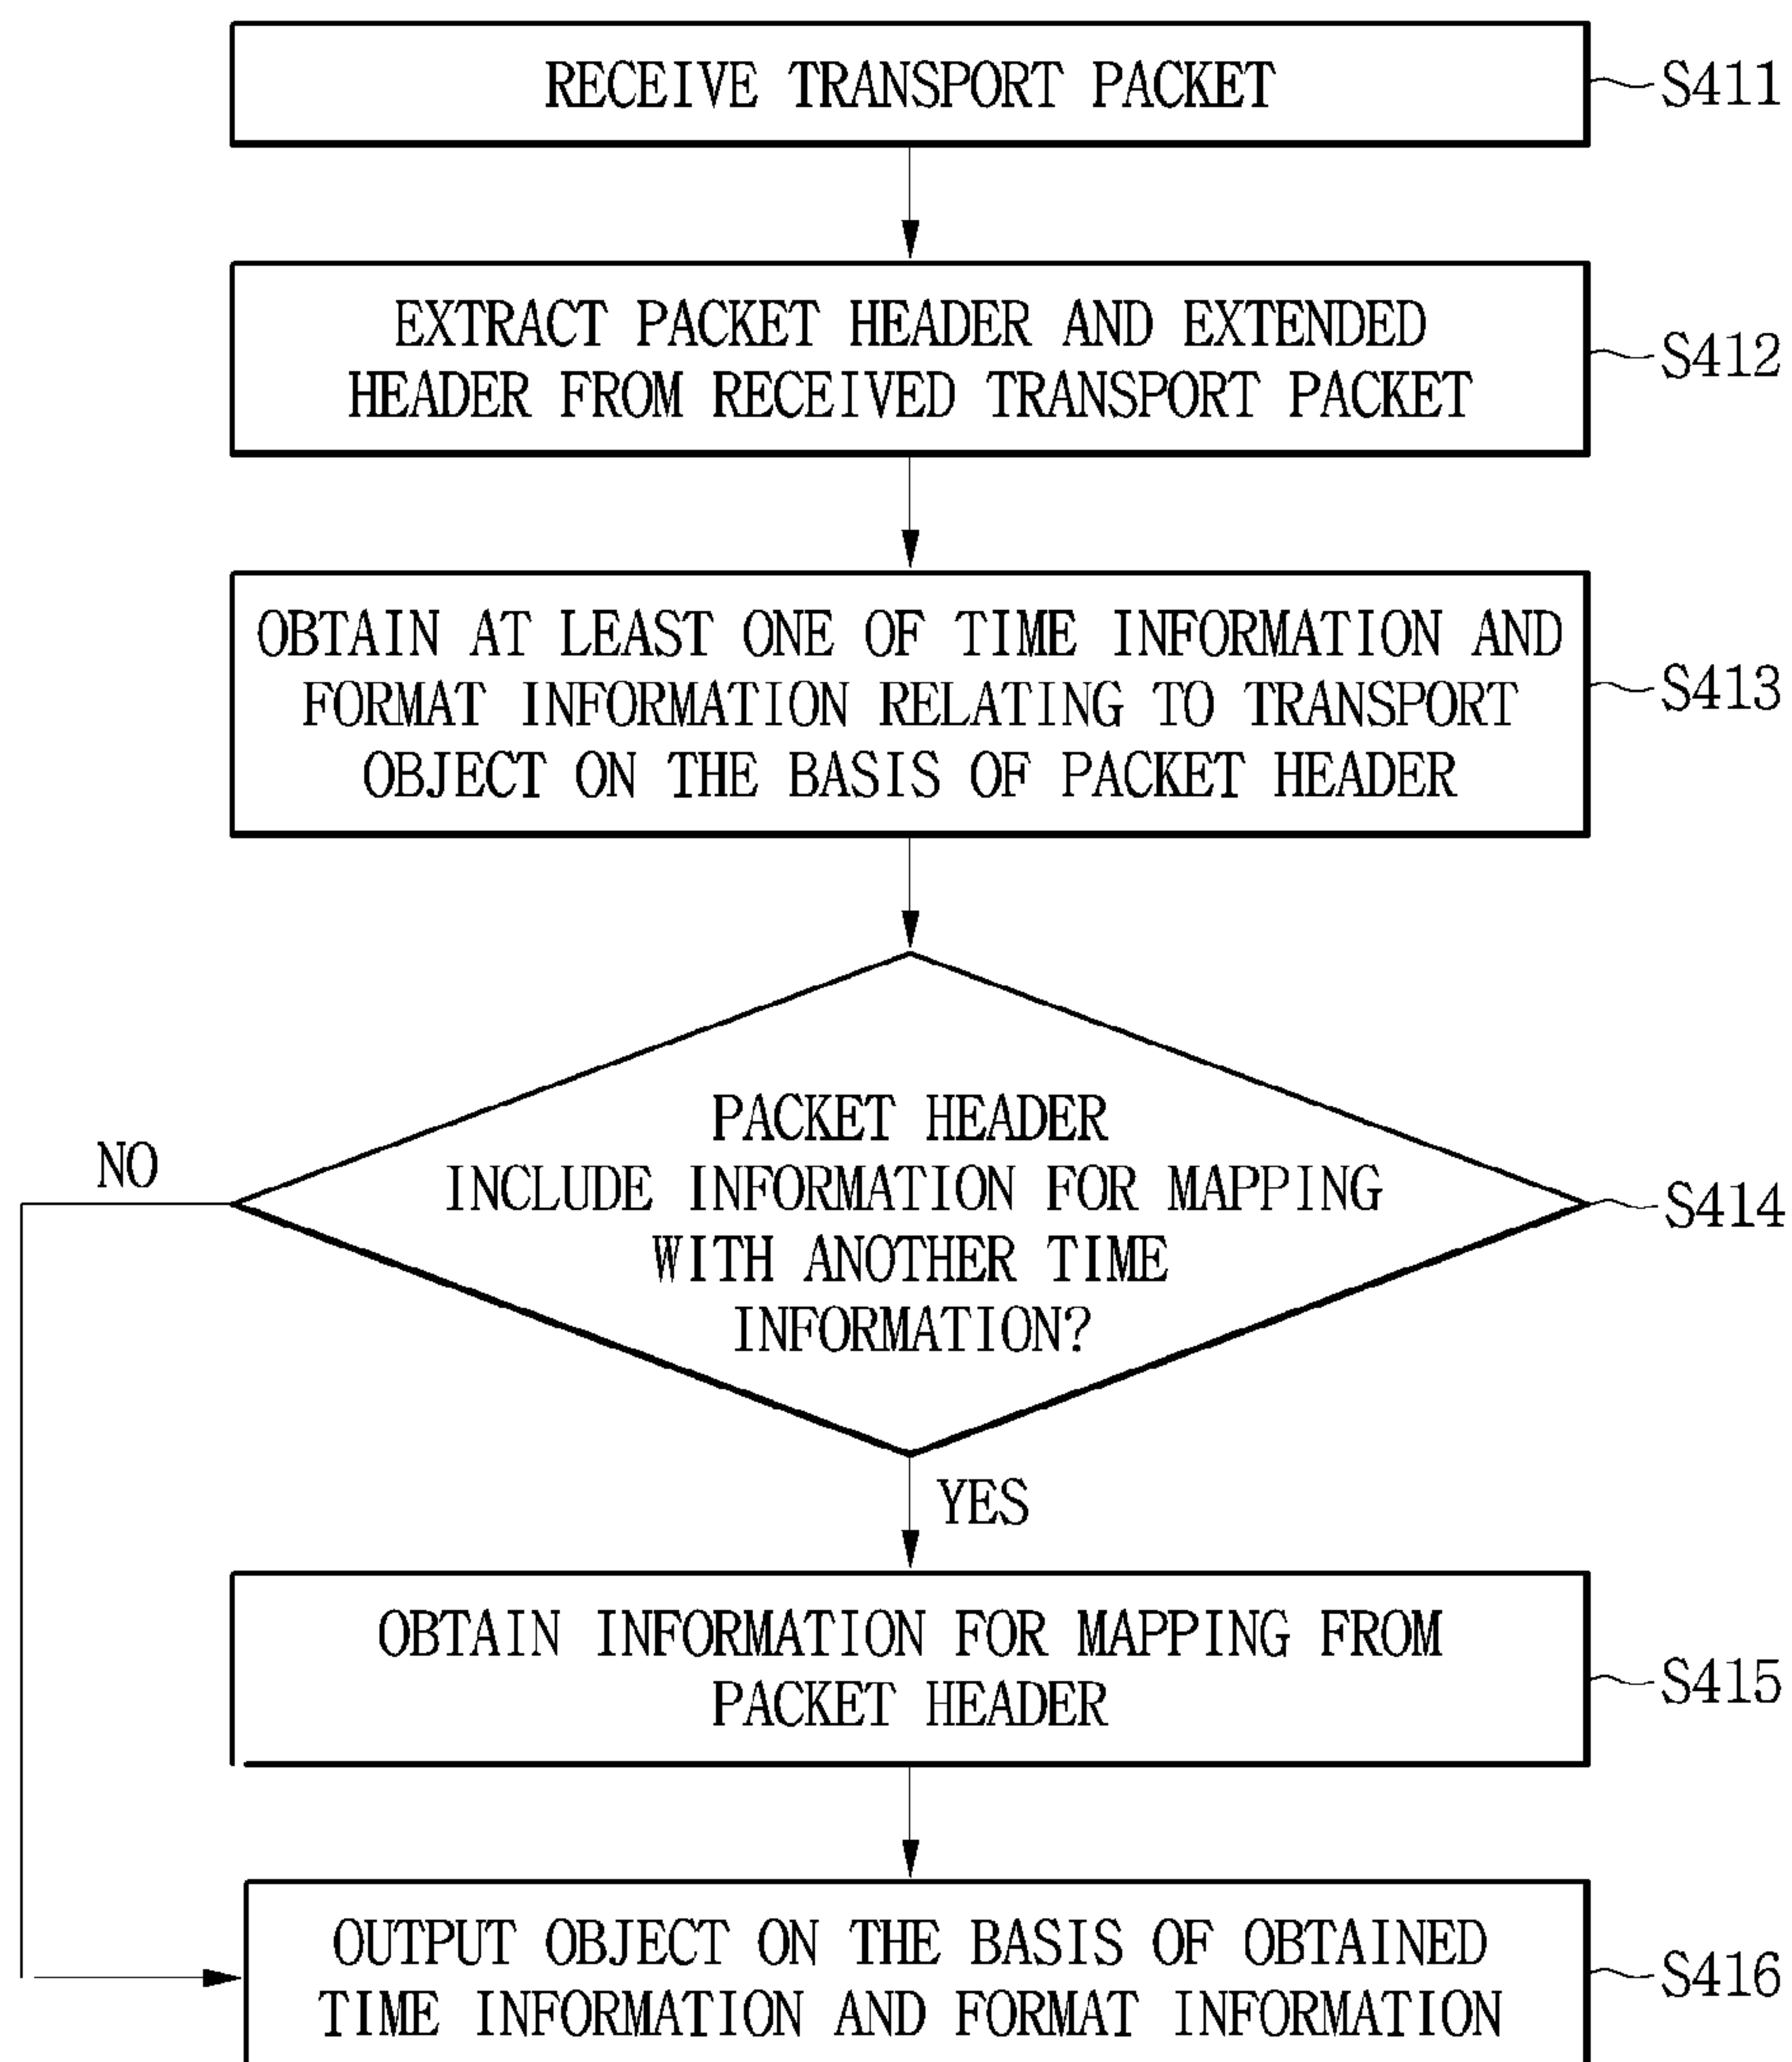 RECEIVE TRANSPORT PACKET
S411
EXTRACT PACKET HEADER AND EXTENDED
HEADER FROM RECEIVED TRANSPORT PACKET
S412
OBTAIN AT LEAST ONE OF TIME INFORMATION AND
FORMAT INFORMATION RELATING TO TRANSPORT
OBJECT ON THE BASIS OF PACKET HEADER
S413
PACKET HEADER
INCLUDE INFORMATION FOR MAPPING
WITH ANOTHER TIME
INFORMATION?
S414
NO
YES
OBTAIN INFORMATION FOR MAPPING FROM
PACKET HEADER
S415
OUTPUT OBJECT ON THE BASIS OF OBTAINED
TIME INFORMATION AND FORMAT INFORMATION
S416